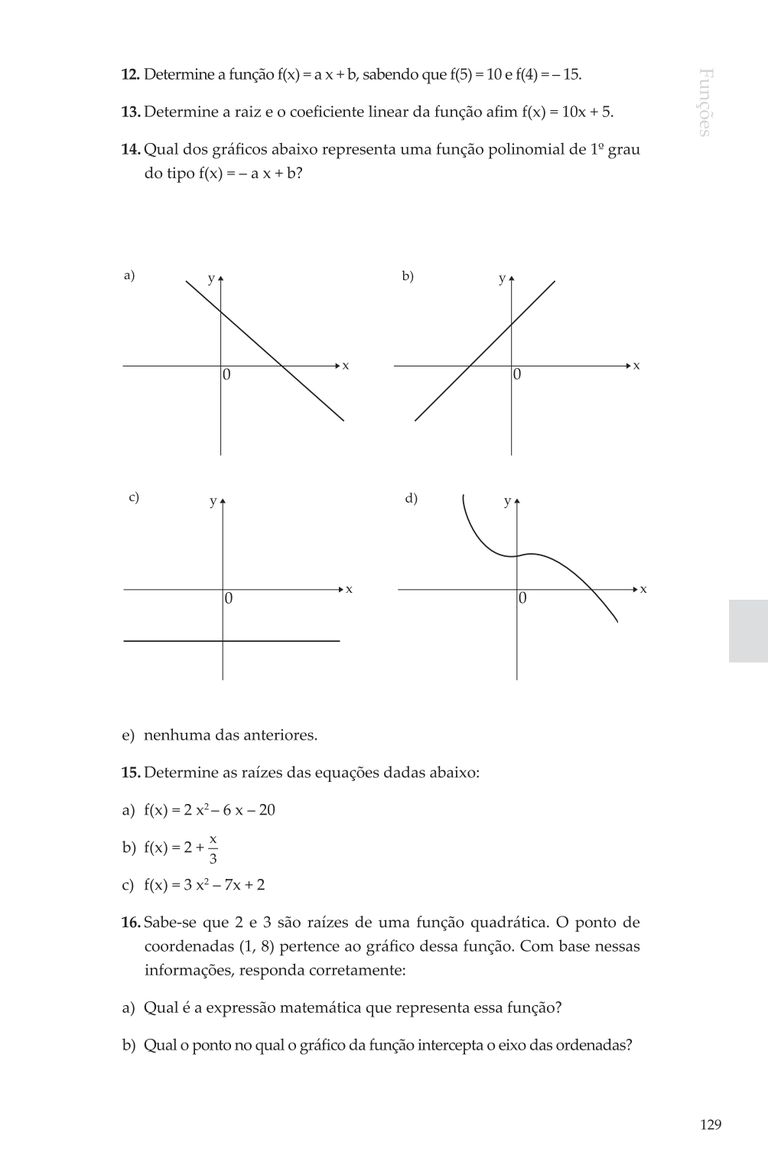 Funções
12. Determine a função f(x) = a x + b, sabendo que f(5) = 10 e f(4) = – 15.
13. Determine a raiz e o coeficiente linear da função afim f(x) = 10x + 5.
14. Qual dos gráficos abaixo representa uma função polinomial de 1º grau
do tipo f(x) = – a x + b?
a)
y
x
0
b)
y
x
0
c)
y
x
0
d)
y
x
0
e) nenhuma das anteriores.
15. Determine as raízes das equações dadas abaixo:
a) f(x) = 2 x² – 6 x – 20
b) f(x) = 2 + x/3
c) f(x) = 3 x² – 7x + 2
16. Sabe-se que 2 e 3 são raízes de uma função quadrática. O ponto de
coordenadas (1, 8) pertence ao gráfico dessa função. Com base nessas
informações, responda corretamente:
a) Qual é a expressão matemática que representa essa função?
b) Qual o ponto no qual o gráfico da função intercepta o eixo das ordenadas?
129